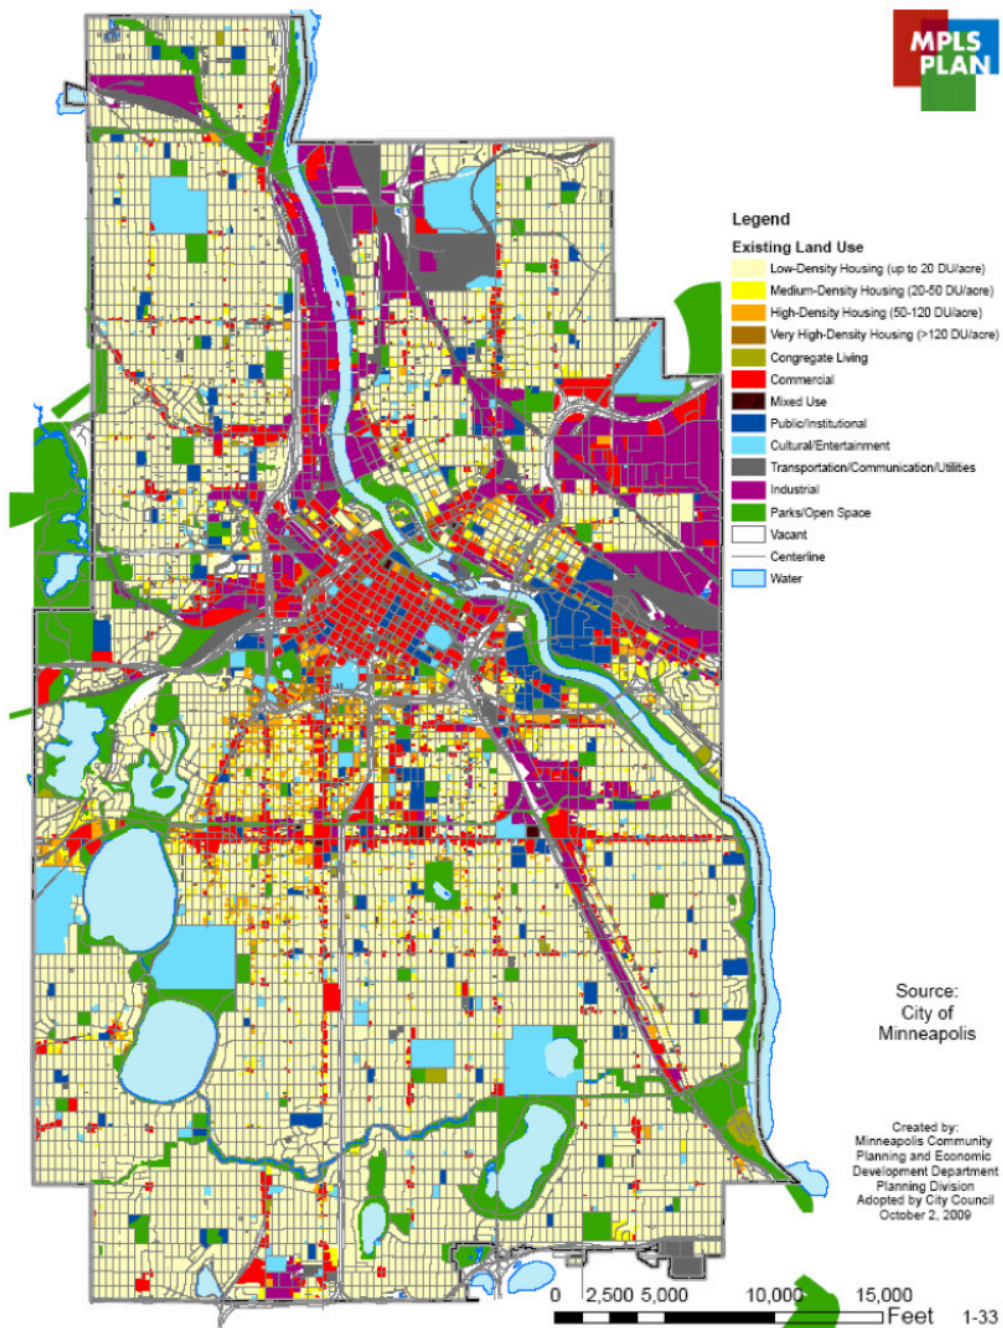 MPLS
PLAN
Legend
Existing Land Use
Low-Density Housing (up to 20 DU/acre)
Medium-Density Housing (20-50 DU/acre)
High-Density Housing (50-120 DU/acre)
Very High-Density Housing (>120 DU/acre)
Congregate Living
Commercial
Mixed Use
Public/Institutional
Cultural/Entertainment
Transportation/Communication/Utilities
Industrial
Parks/Open Space
Vacant
Centerline
Water
Source:
City of
Minneapolis
Created by:
Minneapolis Community
Planning and Economic
Development Department
Planning Division
Adopted by City Council
October 2, 2009
0 2,500 5,000 10,000 15,000
Feet 1-33